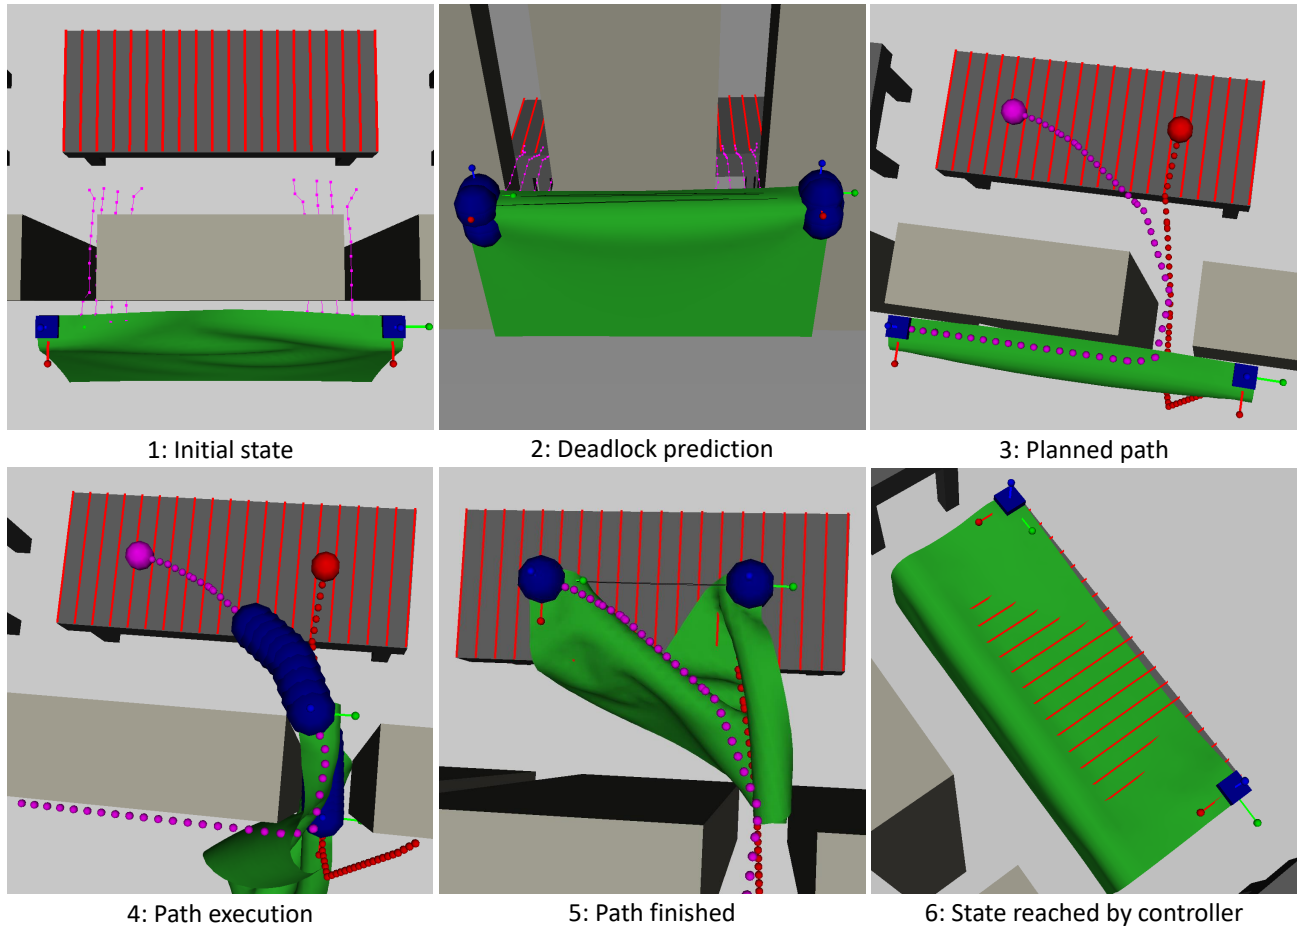 1: Initial state
2: Deadlock prediction
3: Planned path
4: Path execution
5: Path finished
6: State reached by controller